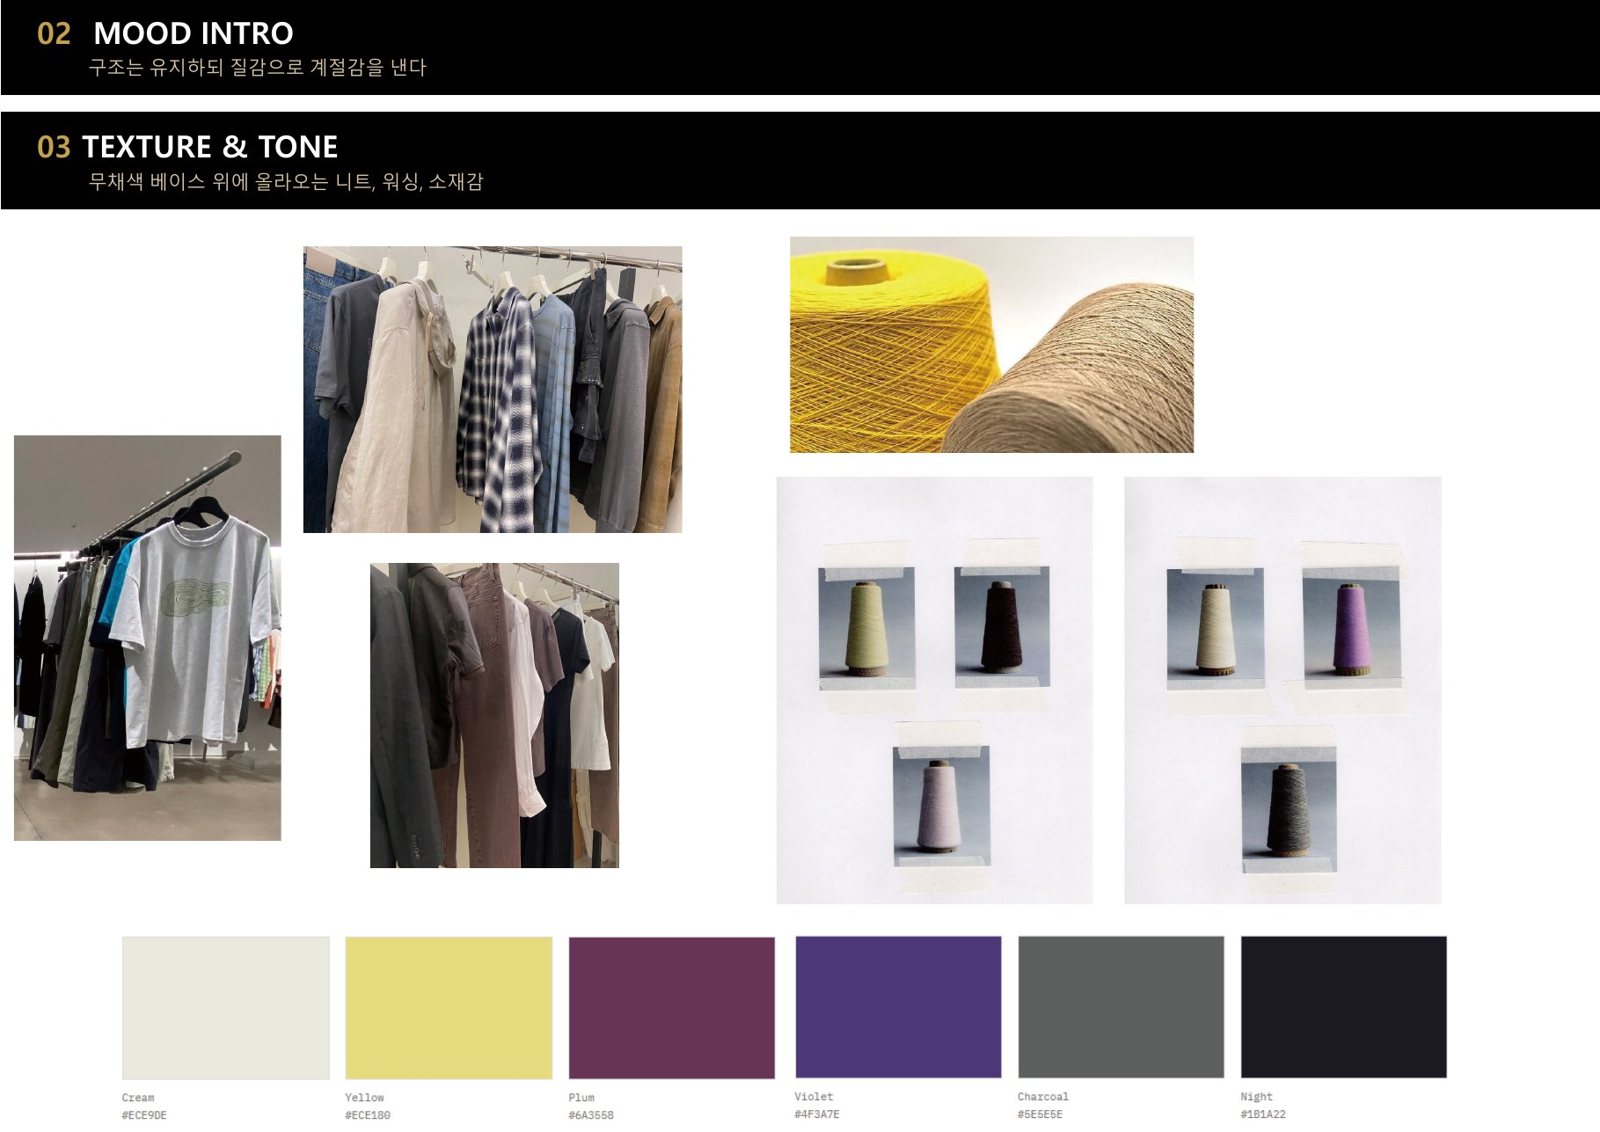 02 MOOD INTRO
구조는 유지하되 질감으로 계절감을 낸다
03 TEXTURE & TONE
무채색 베이스 위에 올라오는 니트, 워싱, 소재감
Cream
#ECE9DE
Yellow
#ECE180
Plum
#6A3558
Violet
#4F3A7E
Charcoal
#5E5E5E
Night
#1B1A22